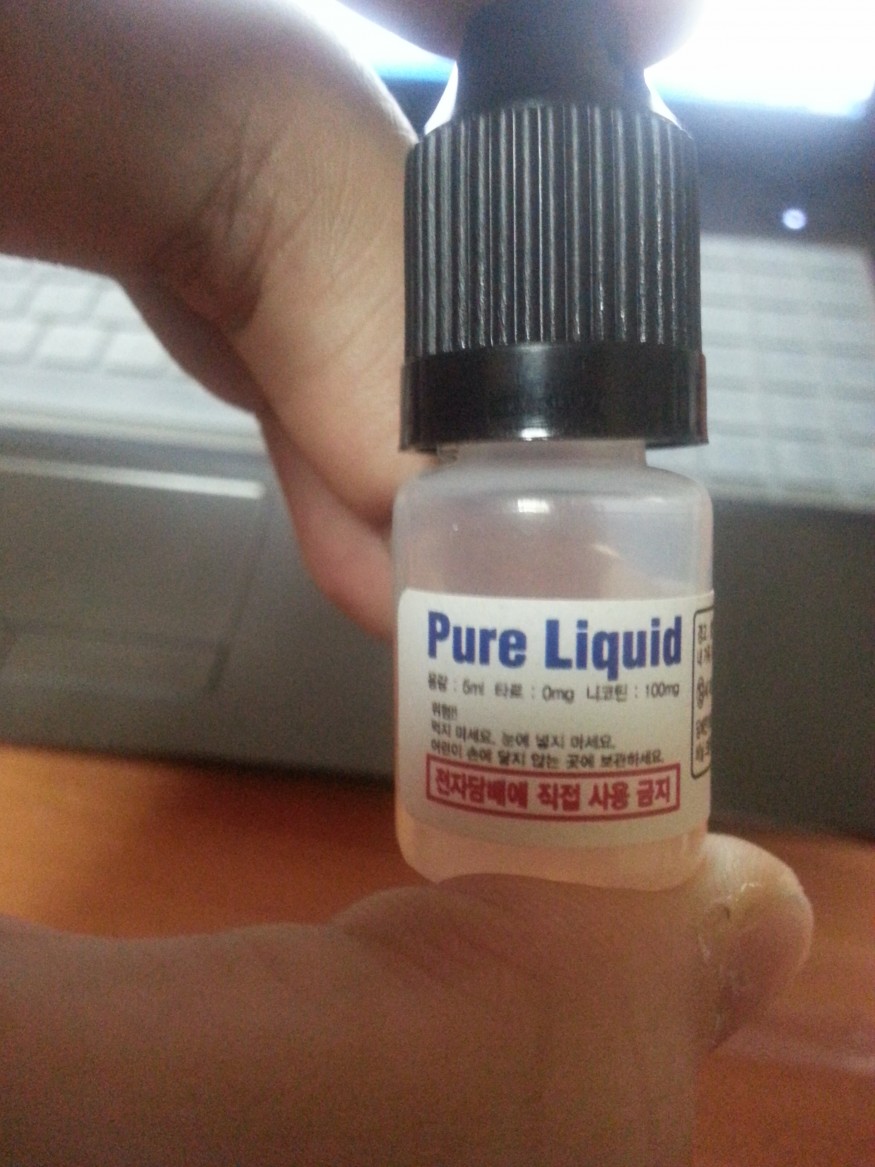 Pure Liquid
용량 : 5ml 타르 : 0mg 니코틴 : 100mg
위험!!
먹지 마세요. 눈에 넣지 마세요.
어린이 손에 닿지 않는 곳에 보관하세요.
전자담배에 직접 사용 금지